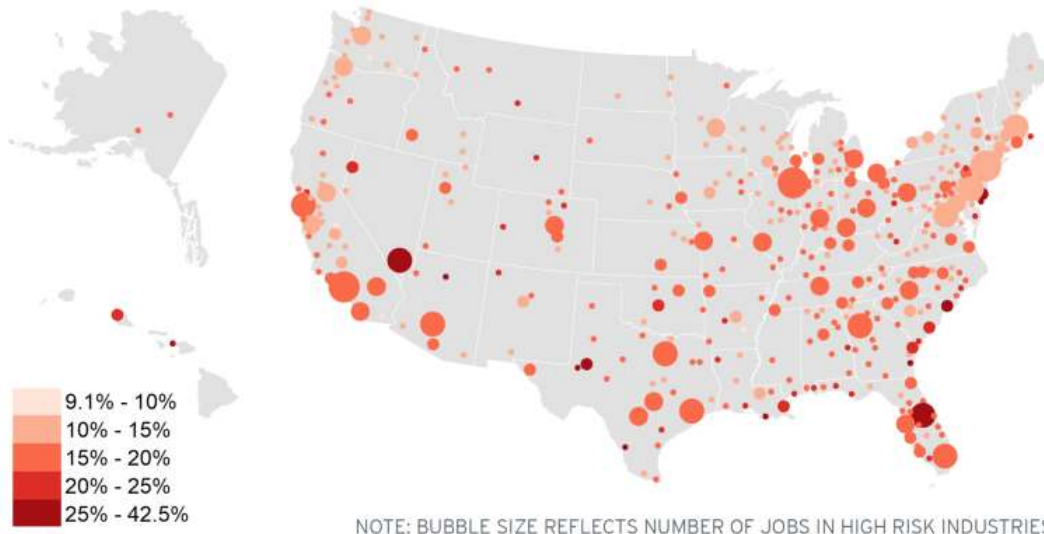 9.1% - 10%
10% - 15%
15% - 20%
20% - 25%
25% - 42.5%
NOTE: BUBBLE SIZE REFLECTS NUMBER OF JOBS IN HIGH RISK INDUSTRIES